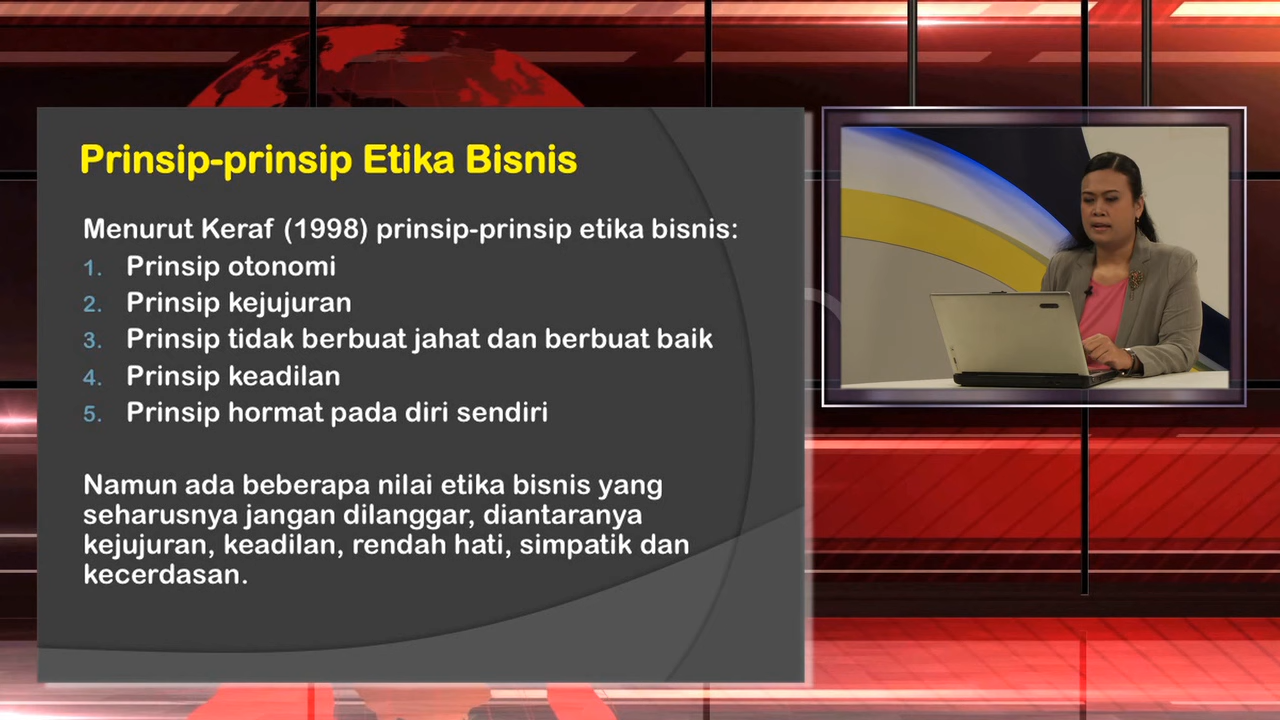 Prinsip-prinsip Etika Bisnis
Menurut Keraf (1998) prinsip-prinsip etika bisnis:
1. Prinsip otonomi
2. Prinsip kejujuran
3. Prinsip tidak berbuat jahat dan berbuat baik
4. Prinsip keadilan
5. Prinsip hormat pada diri sendiri
Namun ada beberapa nilai etika bisnis yang
seharusnya jangan dilanggar, diantaranya
kejujuran, keadilan, rendah hati, simpatik dan
kecerdasan.